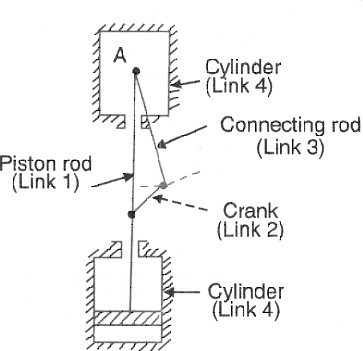 A
Cylinder
(Link 4)
Connecting rod
(Link 3)
Piston rod
(Link 1)
Crank
(Link 2)
Cylinder
(Link 4)